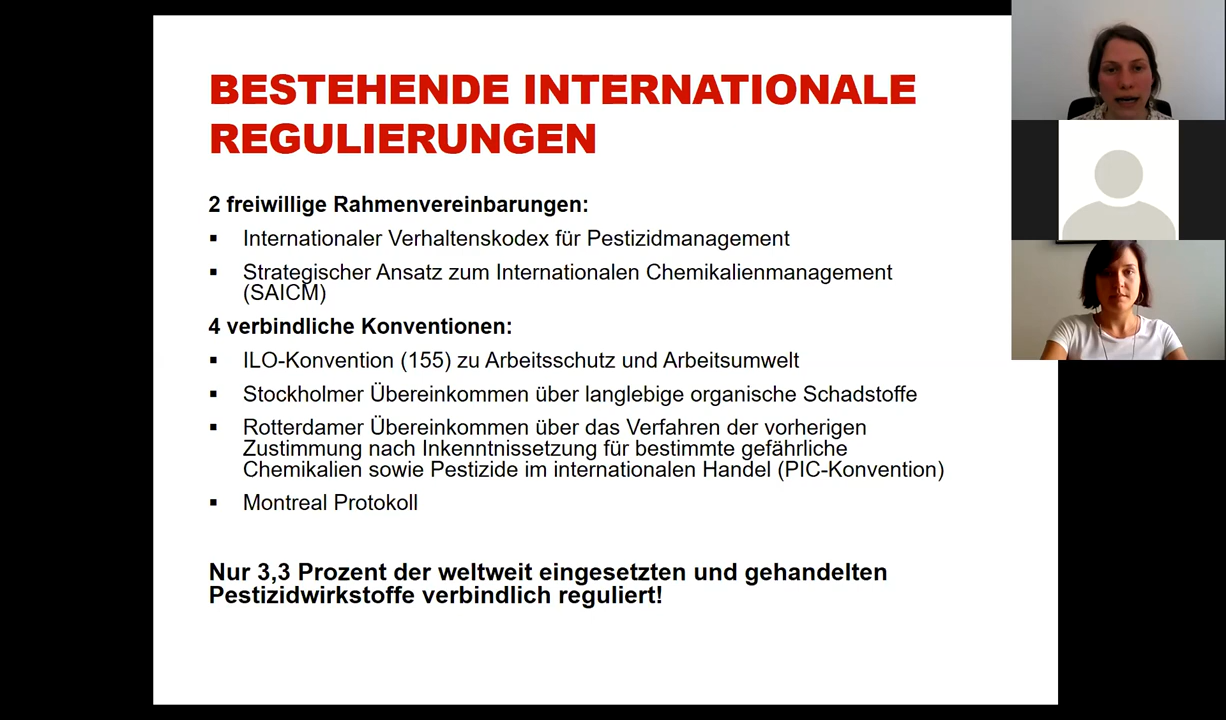 BESTEHENDE INTERNATIONALE
REGULIERUNGEN
2 freiwillige Rahmenvereinbarungen:
▪ Internationaler Verhaltenskodex für Pestizidmanagement
▪ Strategischer Ansatz zum Internationalen Chemikalienmanagement
(SAICM)
4 verbindliche Konventionen:
▪ ILO-Konvention (155) zu Arbeitsschutz und Arbeitsumwelt
▪ Stockholmer Übereinkommen über langlebige organische Schadstoffe
▪ Rotterdamer Übereinkommen über das Verfahren der vorherigen
Zustimmung nach Inkenntnissetzung für bestimmte gefährliche
Chemikalien sowie Pestizide im internationalen Handel (PIC-Konvention)
▪ Montreal Protokoll
Nur 3,3 Prozent der weltweit eingesetzten und gehandelten
Pestizidwirkstoffe verbindlich reguliert!